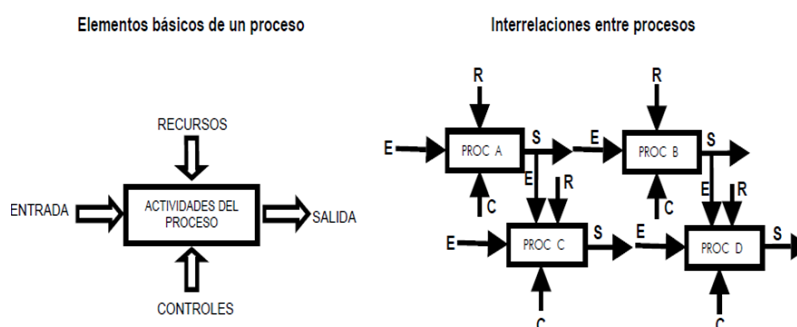 Elementos básicos de un proceso
RECURSOS
ENTRADA
ACTIVIDADES DEL
PROCESO
SALIDA
CONTROLES
Interrelaciones entre procesos
R
R
E
PROC A
S
E
PROC B
S
E
R
E
R
C
C
E
PROC C
S
E
PROC D
S
C
C